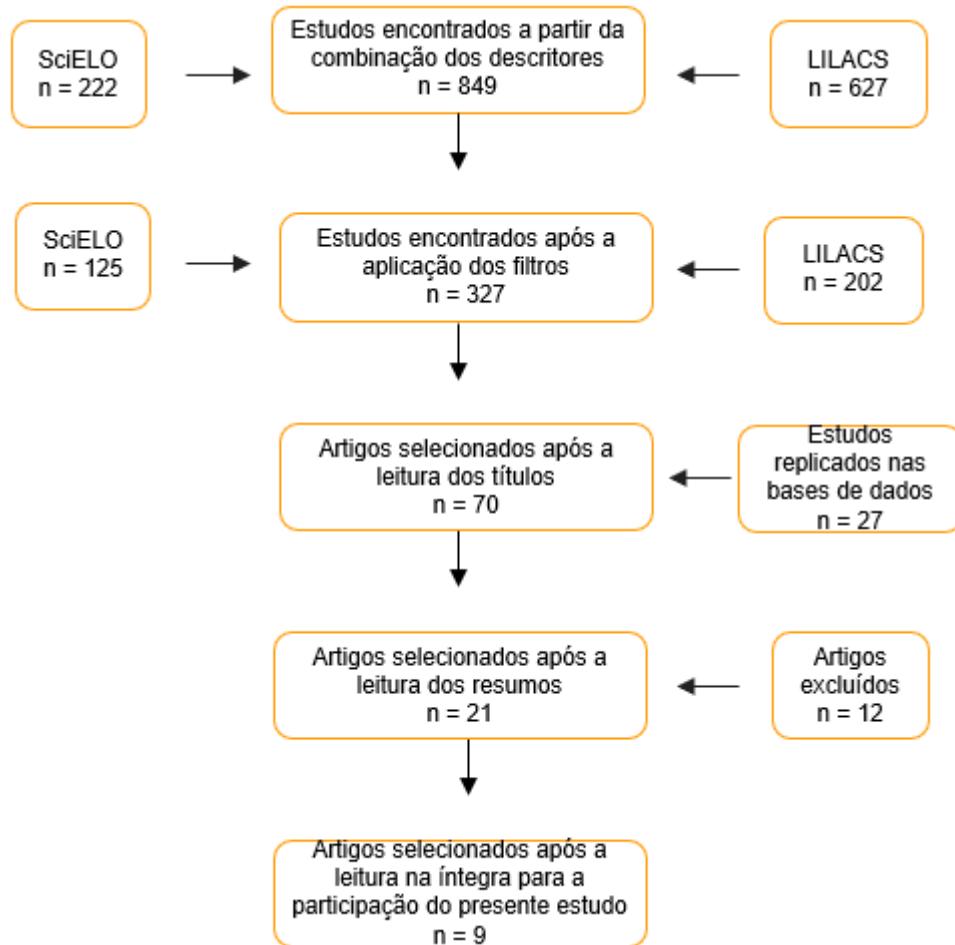 SciELO
n = 222
Estudos encontrados a partir da
combinação dos descritores
n = 849
LILACS
n = 627
SciELO
n = 125
Estudos encontrados após a
aplicação dos filtros
n = 327
LILACS
n = 202
Artigos selecionados após a
leitura dos títulos
n = 70
Estudos
replicados nas
bases de dados
n = 27
Artigos selecionados após a
leitura dos resumos
n = 21
Artigos
excluídos
n = 12
Artigos selecionados após a
leitura na íntegra para a
participação do presente estudo
n = 9